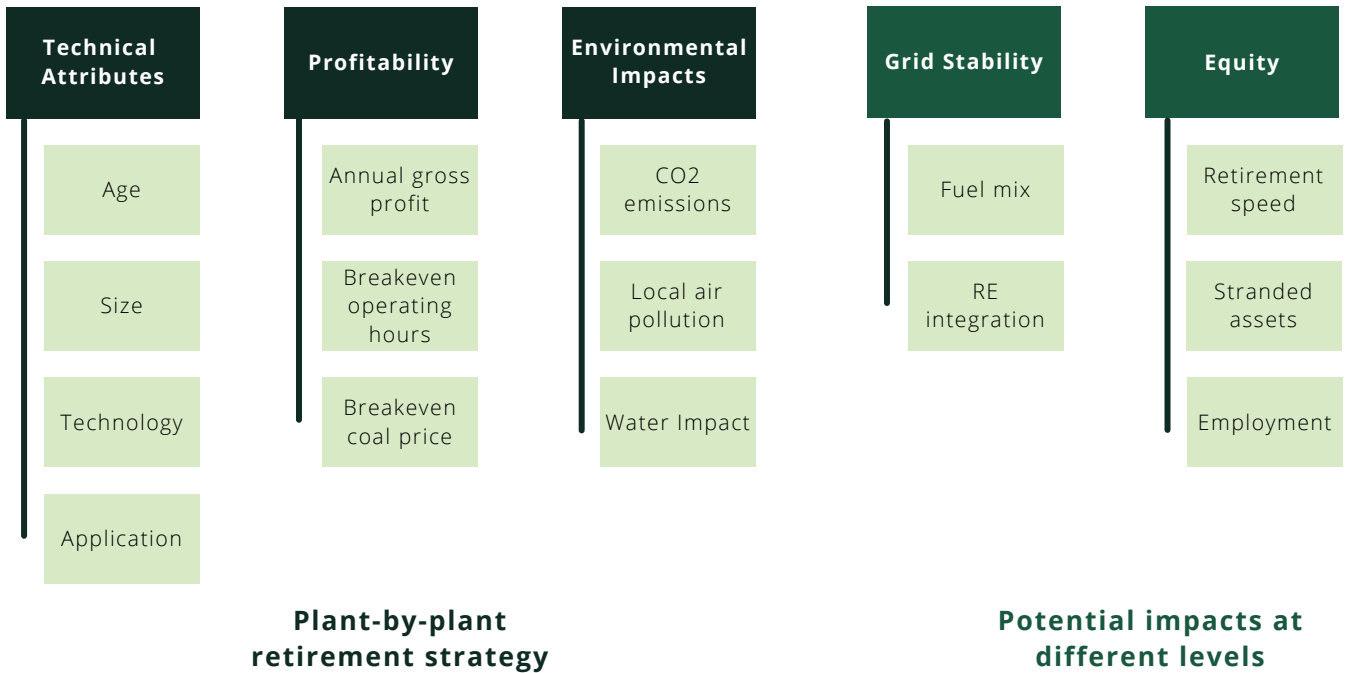 Technical
Attributes
Age
Size
Technology
Application
Profitability
Annual gross
profit
Breakeven
operating
hours
Breakeven
coal price
Environmental
Impacts
CO2
emissions
Local air
pollution
Water Impact
Plant-by-plant
retirement strategy
Grid Stability
Fuel mix
RE
integration
Equity
Retirement
speed
Stranded
assets
Employment
Potential impacts at
different levels